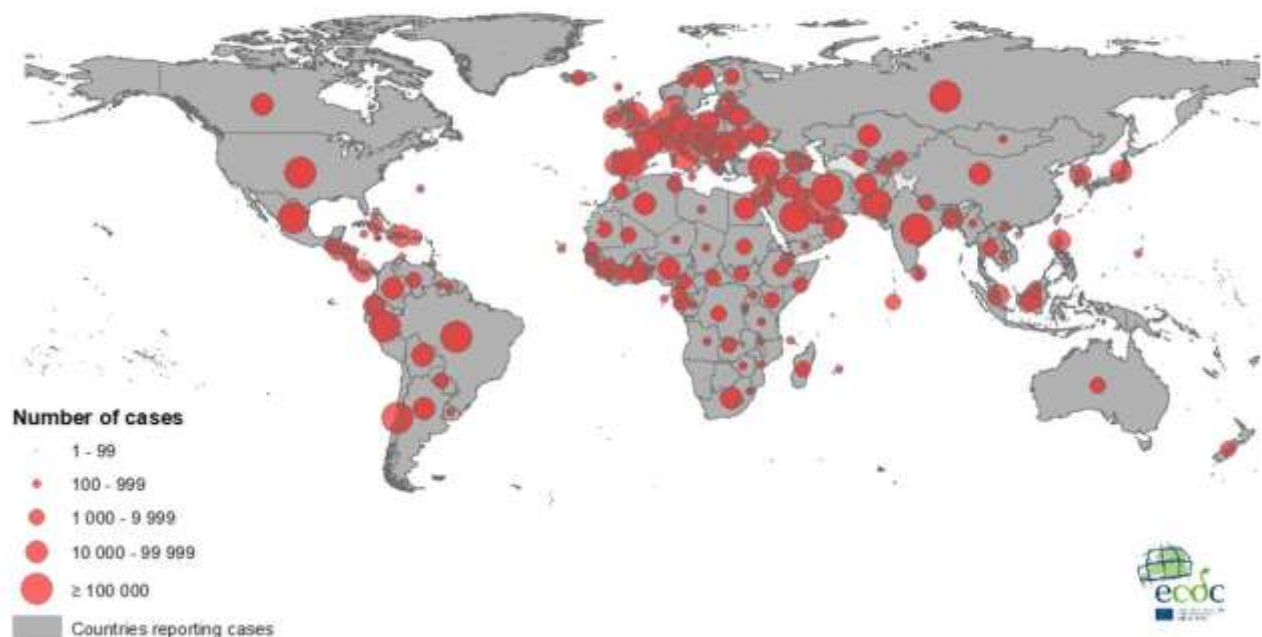 Number of cases
1 - 99
100 - 999
1 000 - 9 999
10 000 - 99 999
≥ 100 000
Countries reporting cases
ecdc